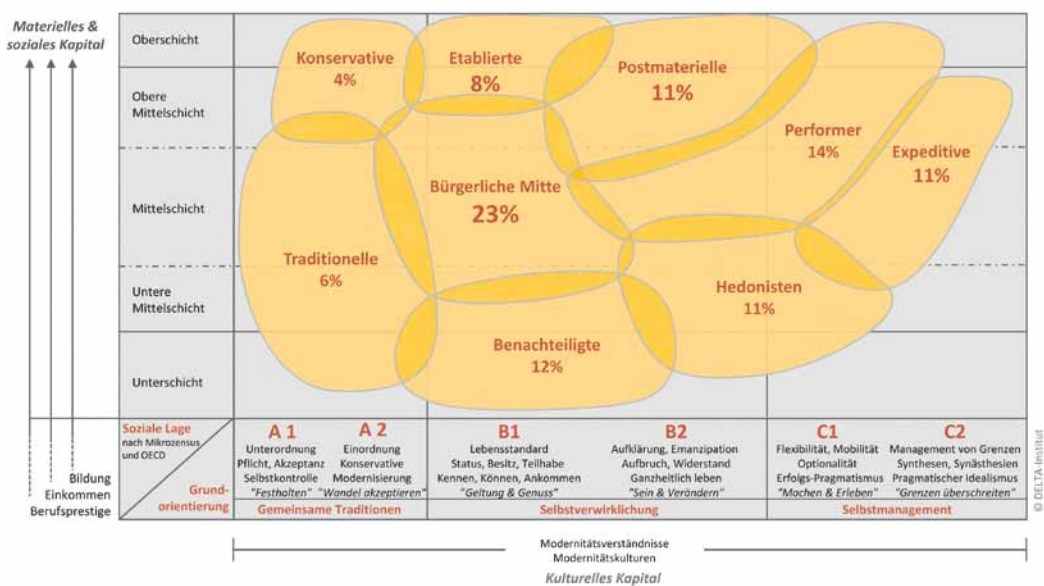 Materielles &
soziales Kapital
Oberschicht
Obere
Mittelschicht
Mittelschicht
Untere
Mittelschicht
Unterschicht
Konservative
4%
Etablierte
8%
Postmaterielle
11%
Performer
14%
Expeditive
11%
Bürgerliche Mitte
23%
Traditionelle
6%
Hedonisten
11%
Benachteiligte
12%
Soziale Lage
nach Mikrozensus
und OECD
Grund-
orientierung
Bildung
Einkommen
Berufsprestige
A 1
Unterordnung
Pflicht, Akzeptanz
Selbstkontrolle
"Festhalten"
A 2
Einordnung
Konservative
Modernisierung
"Wandel akzeptieren"
B1
Lebensstandard
Status, Besitz, Teilhabe
Kennen, Können, Ankommen
"Geltung & Genuss"
B2
Aufklärung, Emanzipation
Aufbruch, Widerstand
Ganzheitlich leben
"Sein & Verändern"
C1
Flexibilität, Mobilität
Optionalität
Erfolgs-Pragmatismus
"Machen & Erleben"
C2
Management von Grenzen
Synthesen, Synästhesien
Pragmatischer Idealismus
"Grenzen überschreiten"
Gemeinsame Traditionen
Selbstverwirklichung
Selbstmanagement
Modernitätsverständnisse
Modernitätskulturen
Kulturelles Kapital
© DELTA-Institut